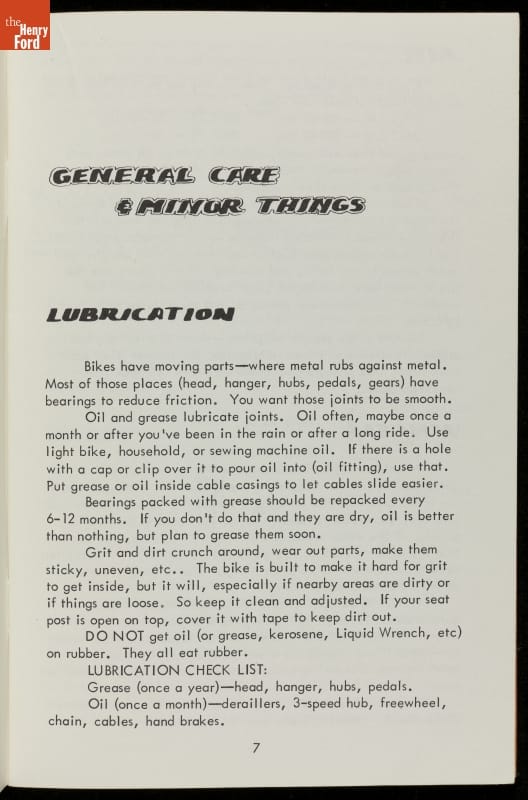 the
Henry
Ford
GENERAL CARE
& MINOR THINGS
LUBRICATION
Bikes have moving parts—where metal rubs against metal.
Most of those places (head, hanger, hubs, pedals, gears) have
bearings to reduce friction. You want those joints to be smooth.
Oil and grease lubricate joints. Oil often, maybe once a
month or after you've been in the rain or after a long ride. Use
light bike, household, or sewing machine oil. If there is a hole
with a cap or clip over it to pour oil into (oil fitting), use that.
Put grease or oil inside cable casings to let cables slide easier.
Bearings packed with grease should be repacked every
6-12 months. If you don't do that and they are dry, oil is better
than nothing, but plan to grease them soon.
Grit and dirt crunch around, wear out parts, make them
sticky, uneven, etc.. The bike is built to make it hard for grit
to get inside, but it will, especially if nearby areas are dirty or
if things are loose. So keep it clean and adjusted. If your seat
post is open on top, cover it with tape to keep dirt out.
DO NOT get oil (or grease, kerosene, Liquid Wrench, etc)
on rubber. They all eat rubber.
LUBRICATION CHECK LIST:
Grease (once a year)—head, hanger, hubs, pedals.
Oil (once a month)—deraillers, 3-speed hub, freewheel,
chain, cables, hand brakes.
7